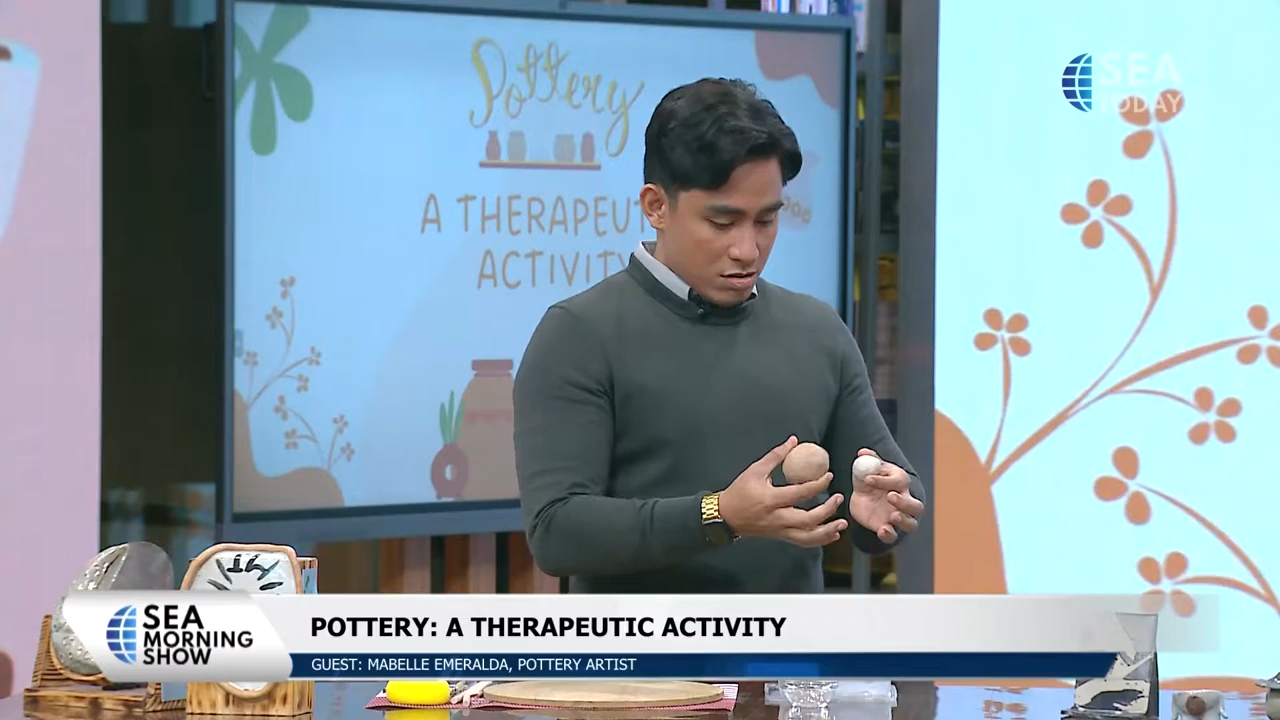 Pottery
A THERAPEUT
ACTIVITY
SEA
TODAY
SEA
MORNING
SHOW
POTTERY: A THERAPEUTIC ACTIVITY
GUEST: MABELLE EMERALDA, POTTERY ARTIST